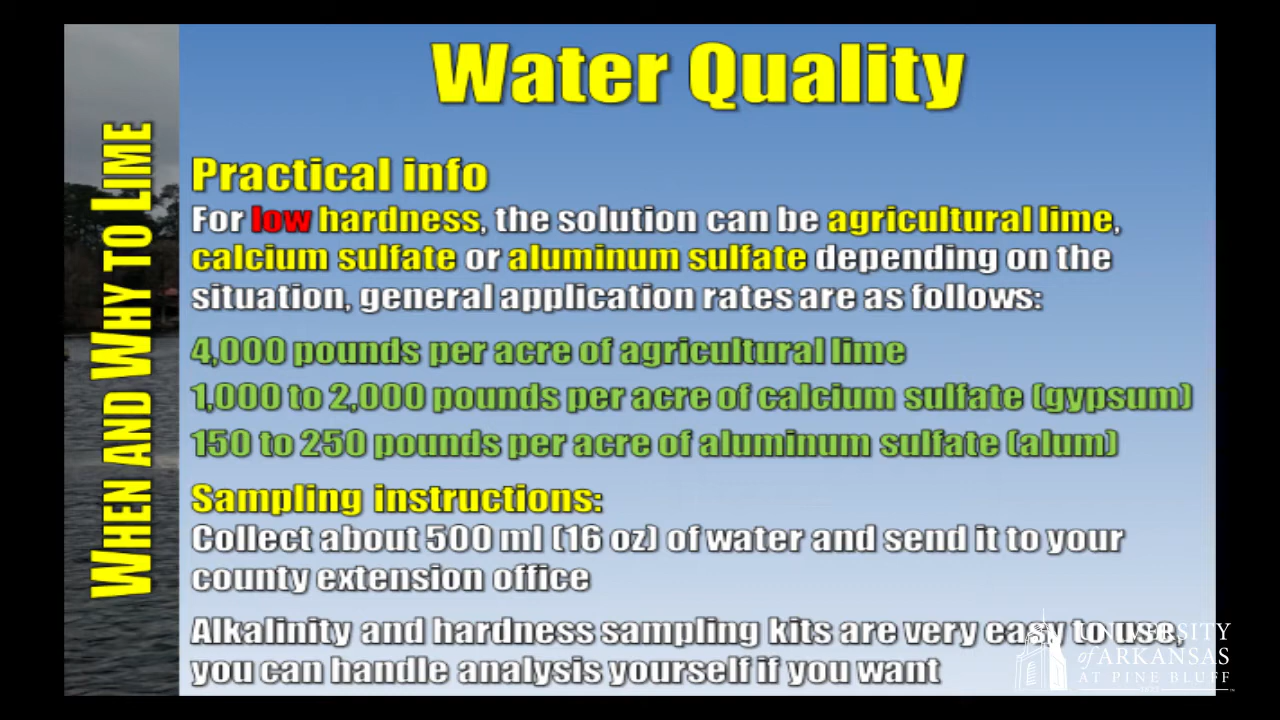 Water Quality
WHEN AND WHY TO LIME
Practical info
For low hardness, the solution can be agricultural lime,
calcium sulfate or aluminum sulfate depending on the
situation, general application rates are as follows:
4,000 pounds per acre of agricultural lime
1,000 to 2,000 pounds per acre of calcium sulfate (gypsum)
150 to 250 pounds per acre of aluminum sulfate (alum)
Sampling instructions:
Collect about 500 ml (16 oz) of water and send it to your
county extension office
Alkalinity and hardness sampling kits are very easy to use,
you can handle analysis yourself if you want
UNIVERSITY
of ARKANSAS
AT PINE BLUFF